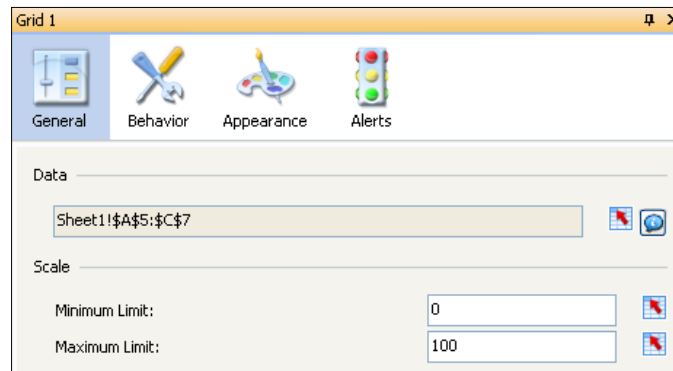 Grid 1
General Behavior Appearance Alerts
Data
Sheet1!$A$5:$C$7
Scale
Minimum Limit: 0
Maximum Limit: 100